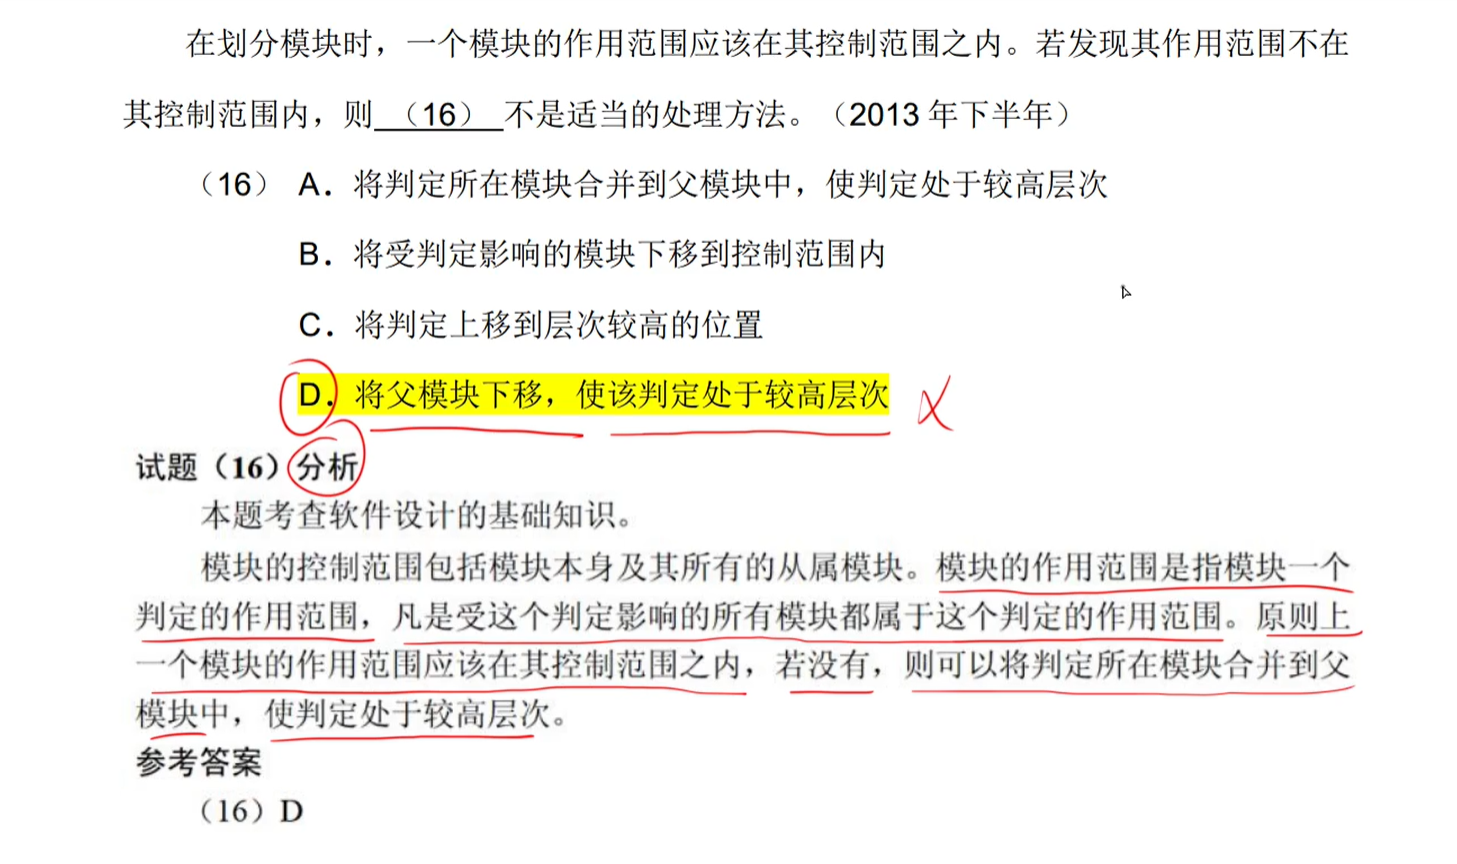 在划分模块时，一个模块的作用范围应该在其控制范围之内。若发现其作用范围不在
其控制范围内，则 （16） 不是适当的处理方法。（2013 年下半年）
（16） A．将判定所在模块合并到父模块中，使判定处于较高层次
B．将受判定影响的模块下移到控制范围内
C．将判定上移到层次较高的位置
D．将父模块下移，使该判定处于较高层次
试题（16）分析
本题考查软件设计的基础知识。
模块的控制范围包括模块本身及其所有的从属模块。模块的作用范围是指模块一个
判定的作用范围，凡是受这个判定影响的所有模块都属于这个判定的作用范围。原则上
一个模块的作用范围应该在其控制范围之内，若没有，则可以将判定所在模块合并到父
模块中，使判定处于较高层次。
参考答案
（16）D